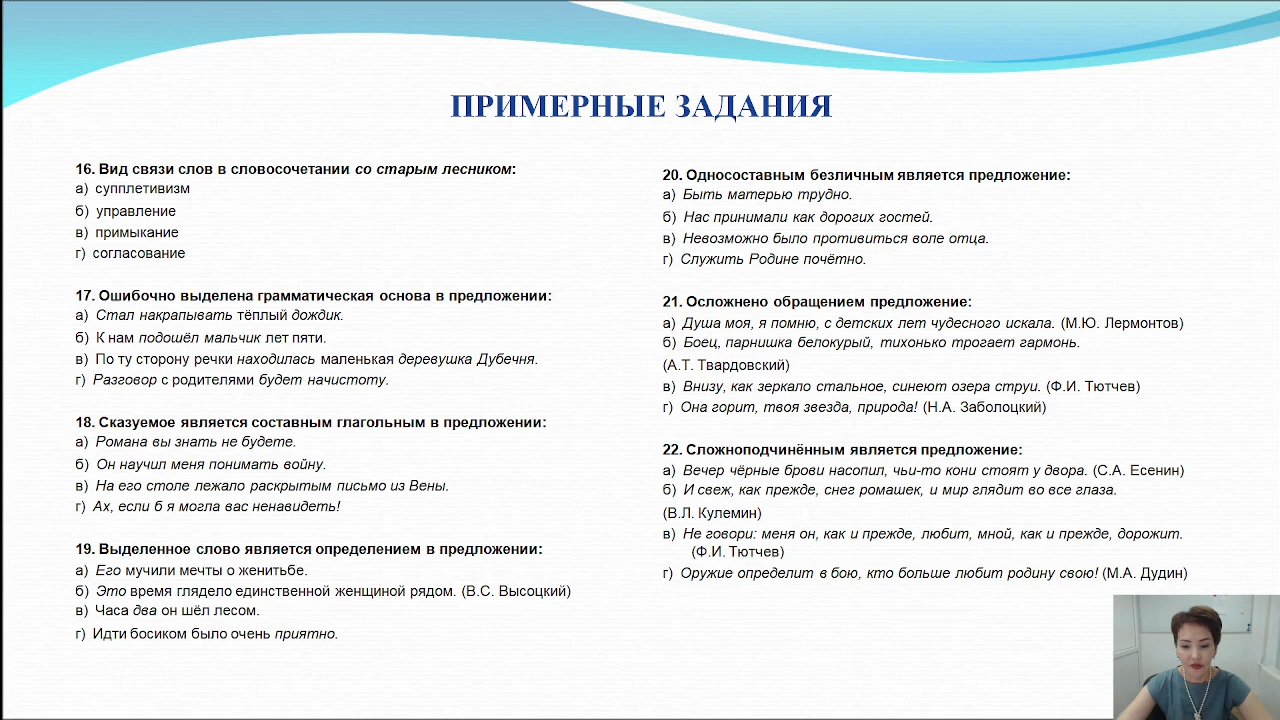 ПРИМЕРНЫЕ ЗАДАНИЯ
16. Вид связи слов в словосочетании со старым лесником:
а) супплетивизм
б) управление
в) примыкание
г) согласование
17. Ошибочно выделена грамматическая основа в предложении:
а) Стал накрапывать тёплый дождик.
б) К нам подошёл мальчик лет пяти.
в) По ту сторону речки находилась маленькая деревушка Дубечня.
г) Разговор с родителями будет начистоту.
18. Сказуемое является составным глагольным в предложении:
а) Романа вы знать не будете.
б) Он научил меня понимать войну.
в) На его столе лежало раскрытым письмо из Вены.
г) Ах, если б я могла вас ненавидеть!
19. Выделенное слово является определением в предложении:
а) Его мучили мечты о женитьбе.
б) Это время глядело единственной женщиной рядом. (В.С. Высоцкий)
в) Часа два он шёл лесом.
г) Идти босиком было очень приятно.
20. Односоставным безличным является предложение:
а) Быть матерью трудно.
б) Нас принимали как дорогих гостей.
в) Невозможно было противиться воле отца.
г) Служить Родине почётно.
21. Осложнено обращением предложение:
а) Душа моя, я помню, с детских лет чудесного искала. (М.Ю. Лермонтов)
б) Боец, парнишка белокурый, тихонько трогает гармонь.
(А.Т. Твардовский)
в) Внизу, как зеркало стальное, синеют озера струи. (Ф.И. Тютчев)
г) Она горит, твоя звезда, природа! (Н.А. Заболоцкий)
22. Сложноподчинённым является предложение:
а) Вечер чёрные брови насопил, чьи-то кони стоят у двора. (С.А. Есенин)
б) И свеж, как прежде, снег ромашек, и мир глядит во все глаза.
(В.Л. Кулемин)
в) Не говори: меня он, как и прежде, любит, мной, как и прежде, дорожит.
(Ф.И. Тютчев)
г) Оружие определит в бою, кто больше любит родину свою! (М.А. Дудин)